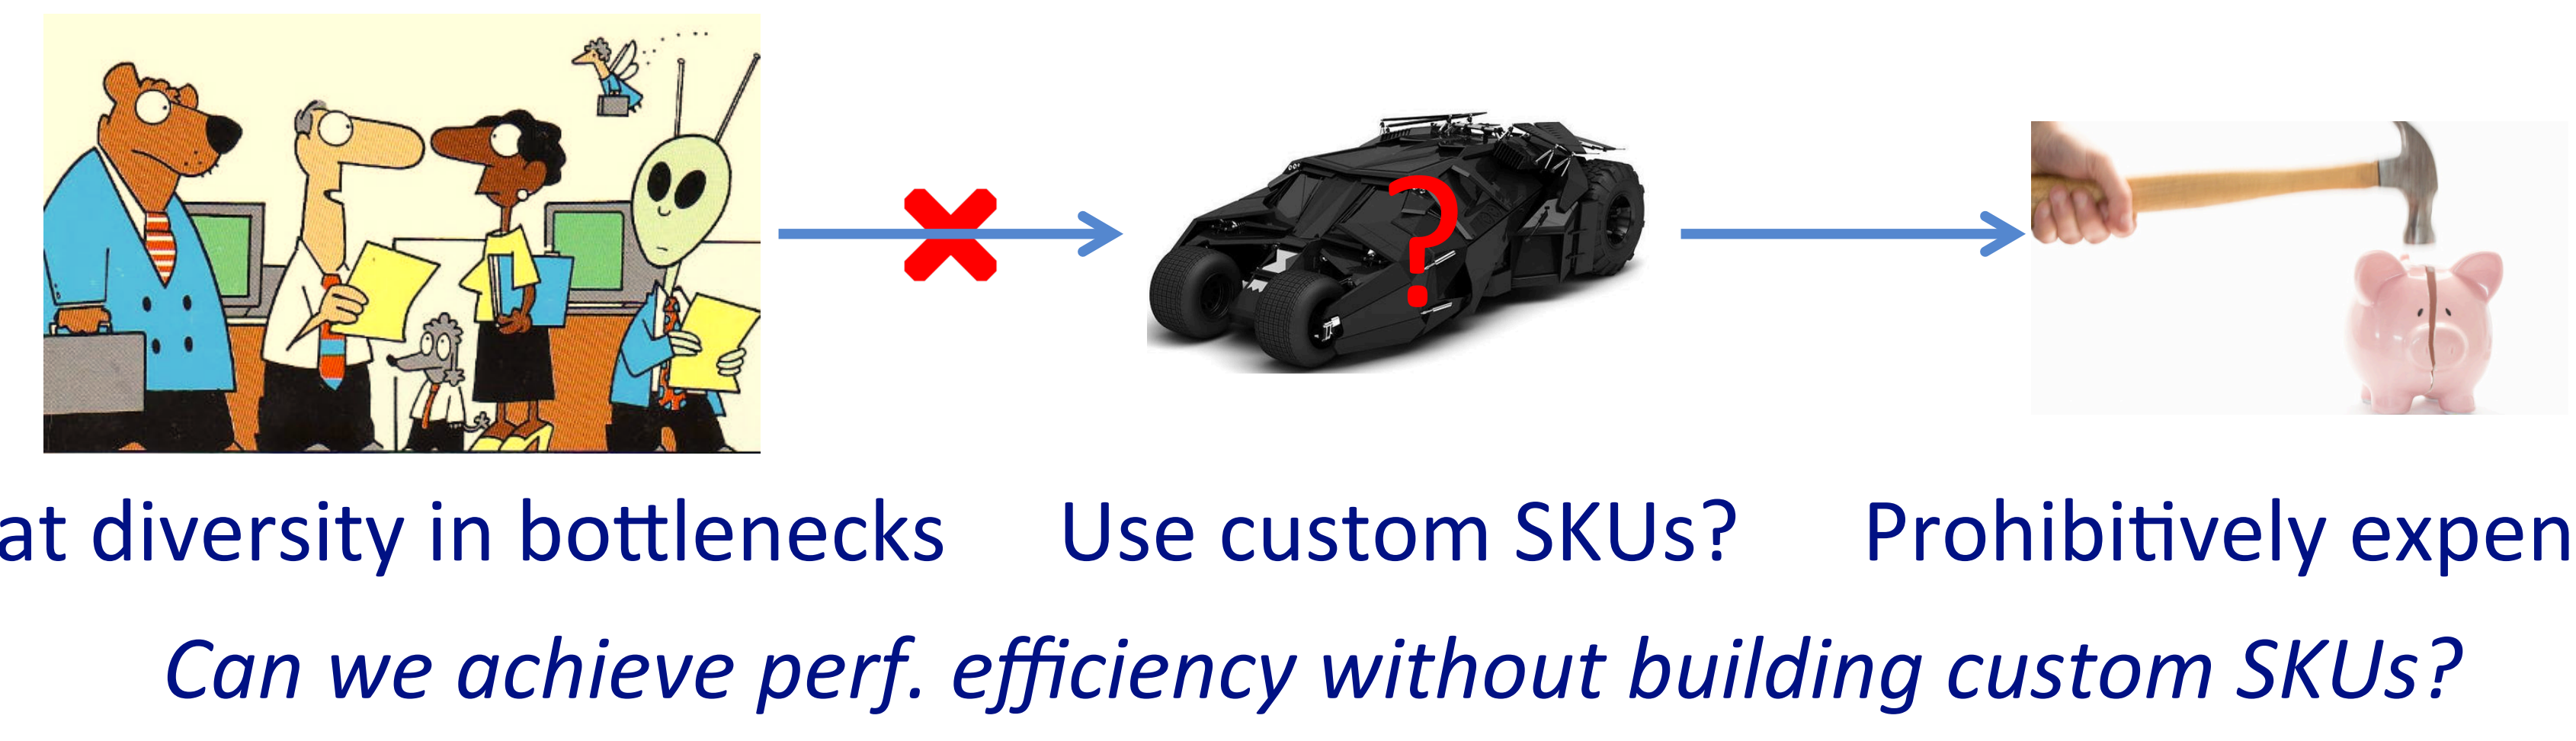 at diversity in bottlenecks Use custom SKUs? Prohibitively expen
Can we achieve perf. efficiency without building custom SKUs?
?